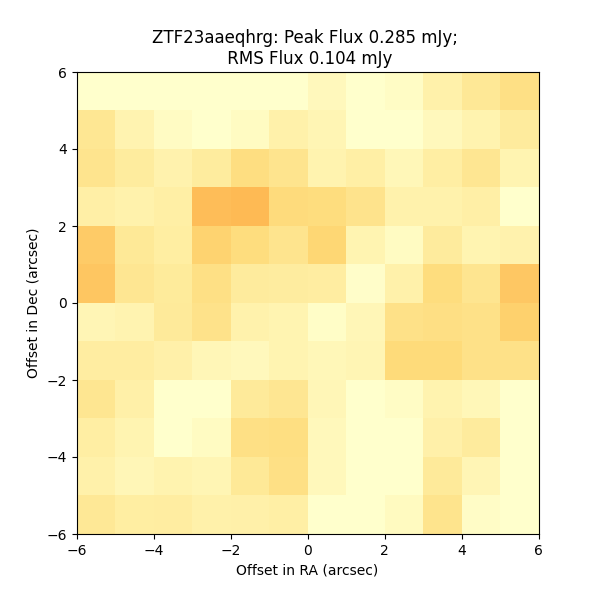 ZTF23aaeqhrg: Peak Flux 0.285 mJy;
RMS Flux 0.104 mJy
6
4
2
0
−2
−4
−6
Offset in Dec (arcsec)
−6 −4 −2 0 2 4 6
Offset in RA (arcsec)